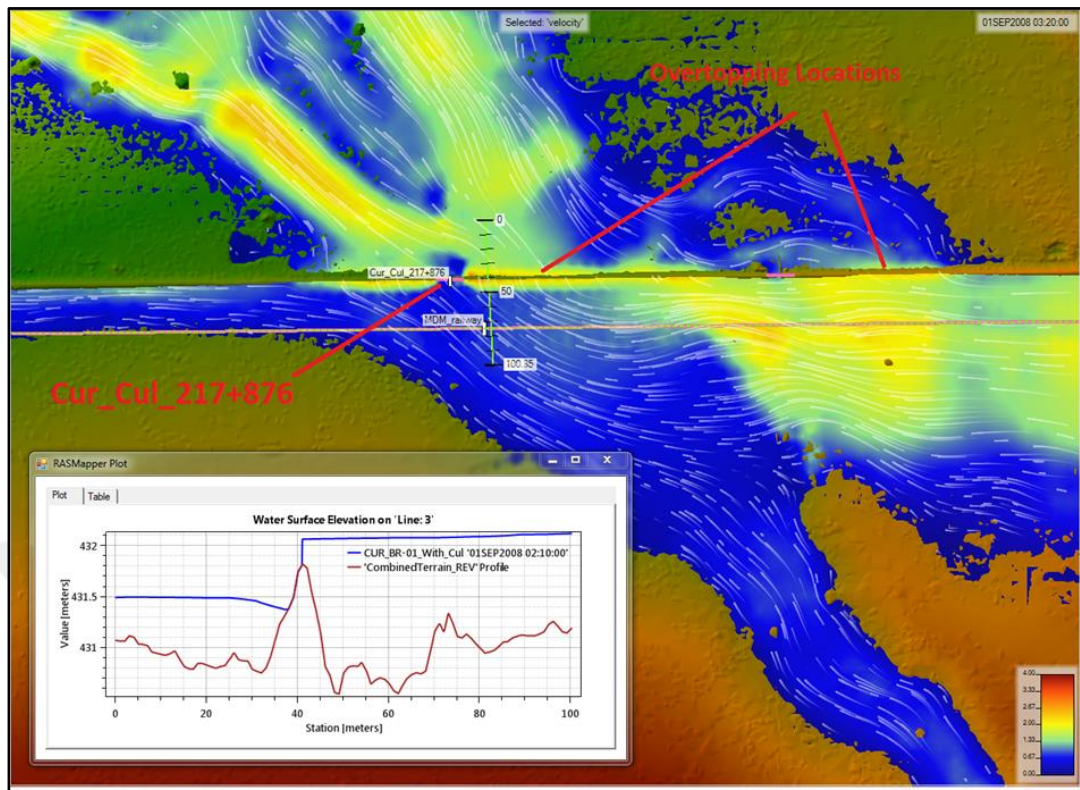 Selected: 'velocity'
01SEP2008 03:20:00
Overtopping Locations
0
Cur_Cul_217+876
50
MDM_railway
100.35
Cur_Cul_217+876
RASMapper Plot
Plot
Table
Water Surface Elevation on 'Line: 3'
CUR_BR-01_With_Cul '01SEP2008 02:10:00'
'CombinedTerrain_REV' Profile
432
431.5
431
Value [meters]
0 20 40 60 80 100
Station [meters]
4.00
3.33
2.67
2.00
1.33
0.67
0.00